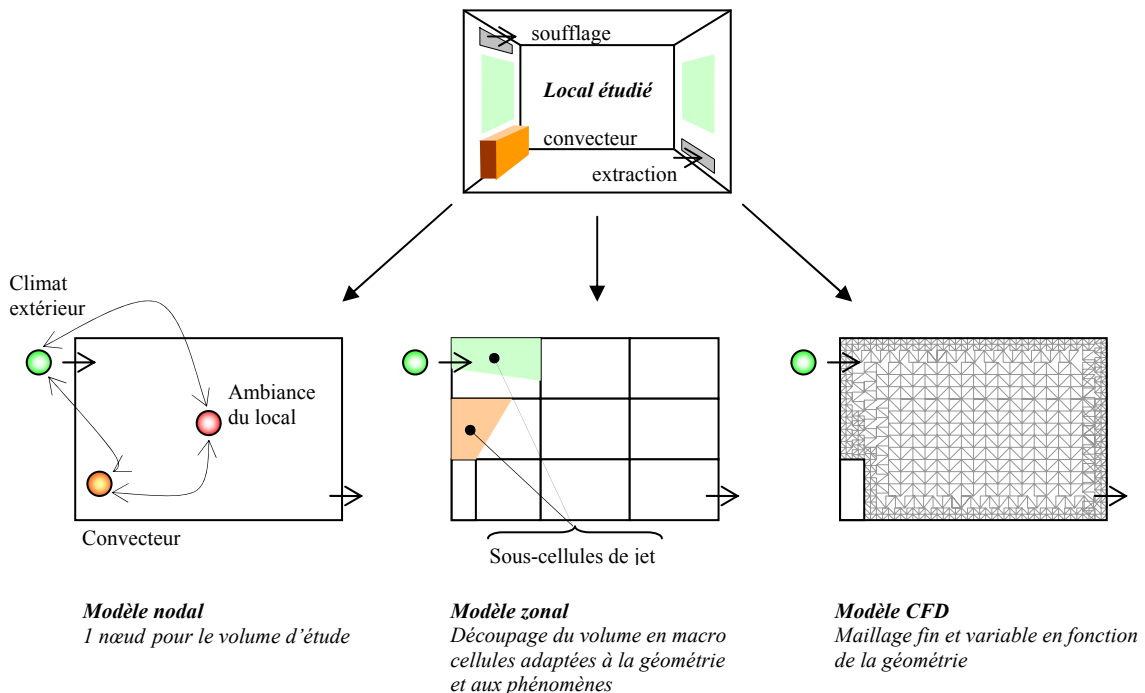 soufflage
Local étudié
convecteur
extraction
Climat
extérieur
Ambiance
du local
Convecteur
Sous-cellules de jet
Modèle nodal
1 nœud pour le volume d'étude
Modèle zonal
Découpage du volume en macro
cellules adaptées à la géométrie
et aux phénomènes
Modèle CFD
Maillage fin et variable en fonction
de la géométrie